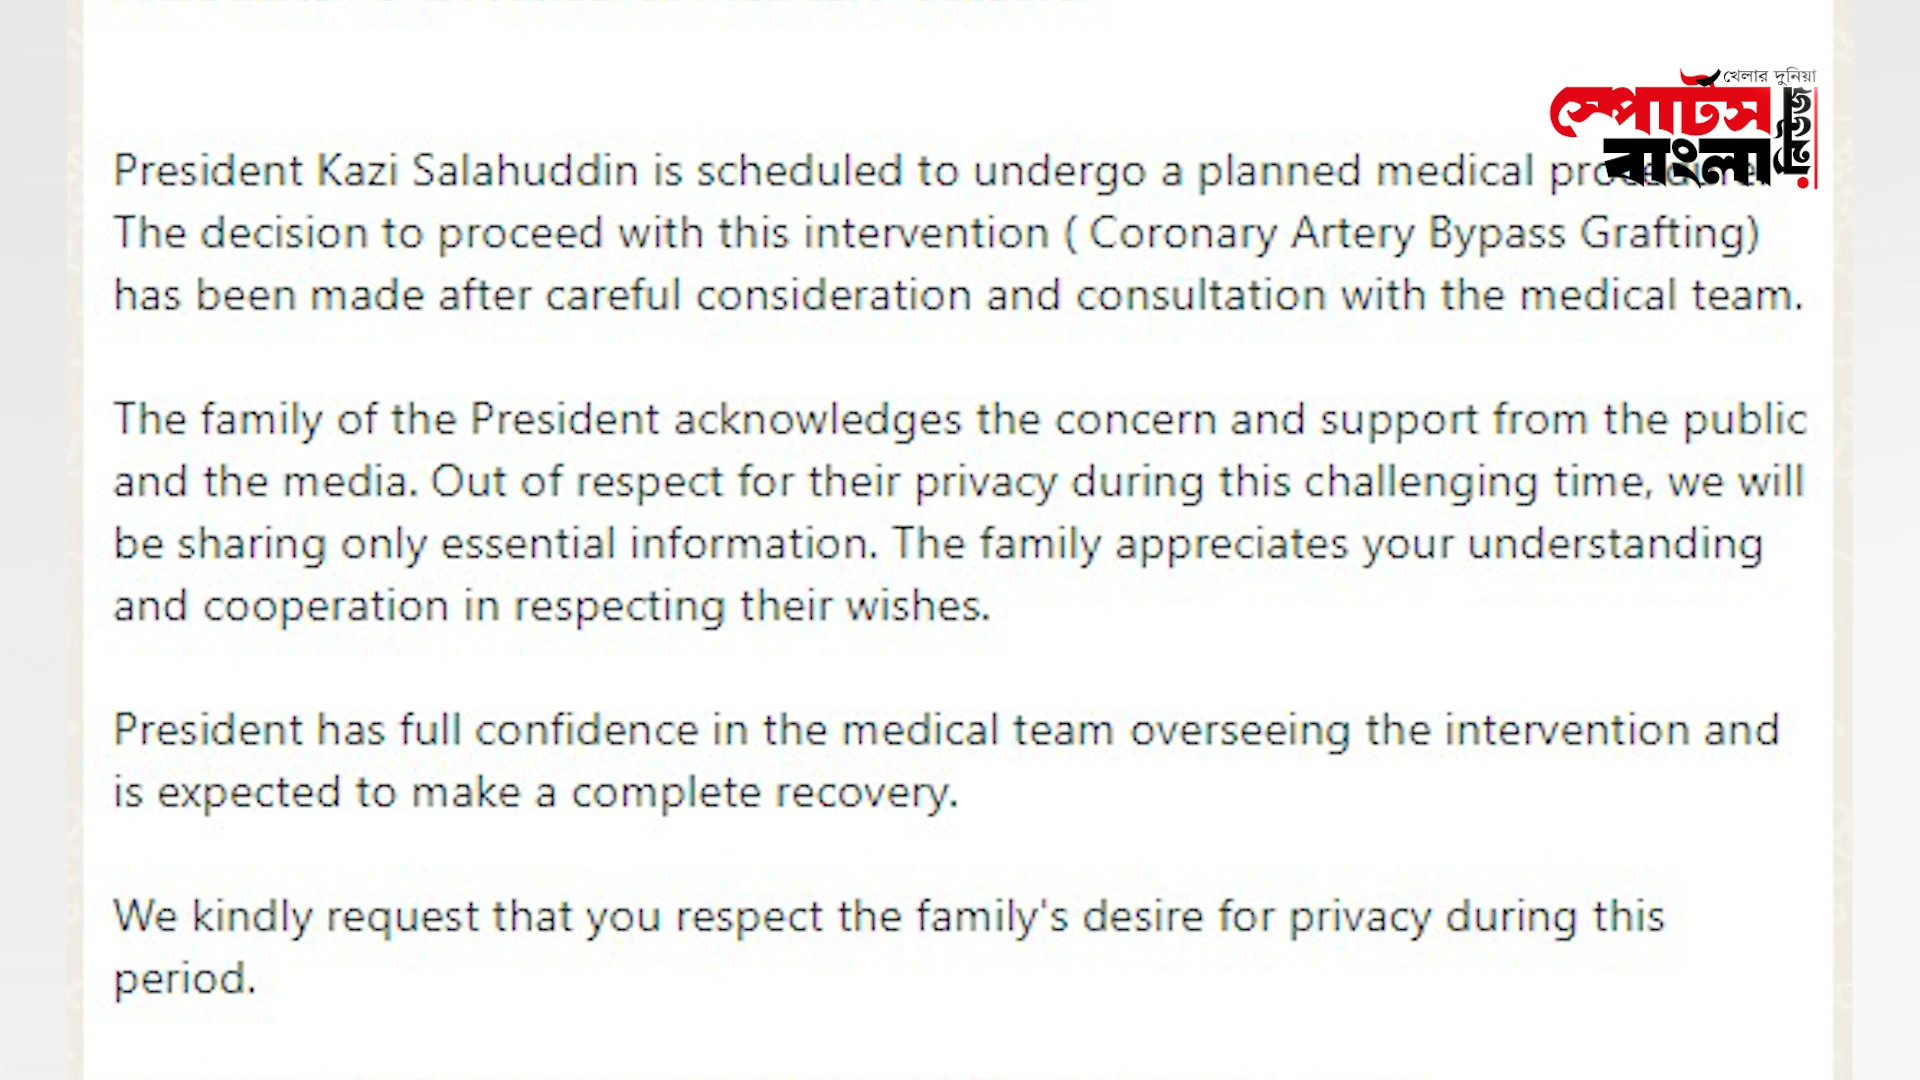 খেলার দুনিয়া
স্পোর্টস
বাংলা
নিউজ
President Kazi Salahuddin is scheduled to undergo a planned medical procedure.
The decision to proceed with this intervention ( Coronary Artery Bypass Grafting)
has been made after careful consideration and consultation with the medical team.
The family of the President acknowledges the concern and support from the public
and the media. Out of respect for their privacy during this challenging time, we will
be sharing only essential information. The family appreciates your understanding
and cooperation in respecting their wishes.
President has full confidence in the medical team overseeing the intervention and
is expected to make a complete recovery.
We kindly request that you respect the family's desire for privacy during this
period.